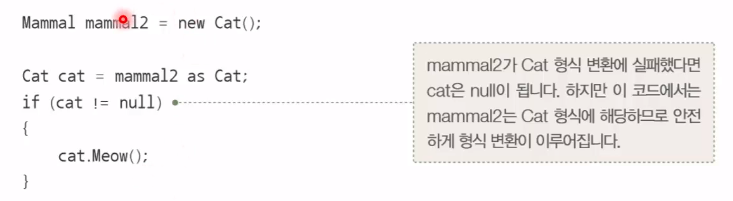 Mammal mammal2 = new Cat();
Cat cat = mammal2 as Cat;
if (cat != null)
{
cat.Meow();
}
mammal2가 Cat 형식 변환에 실패했다면
cat은 null이 됩니다. 하지만 이 코드에서는
mammal2는 Cat 형식에 해당하므로 안전
하게 형식 변환이 이루어집니다.